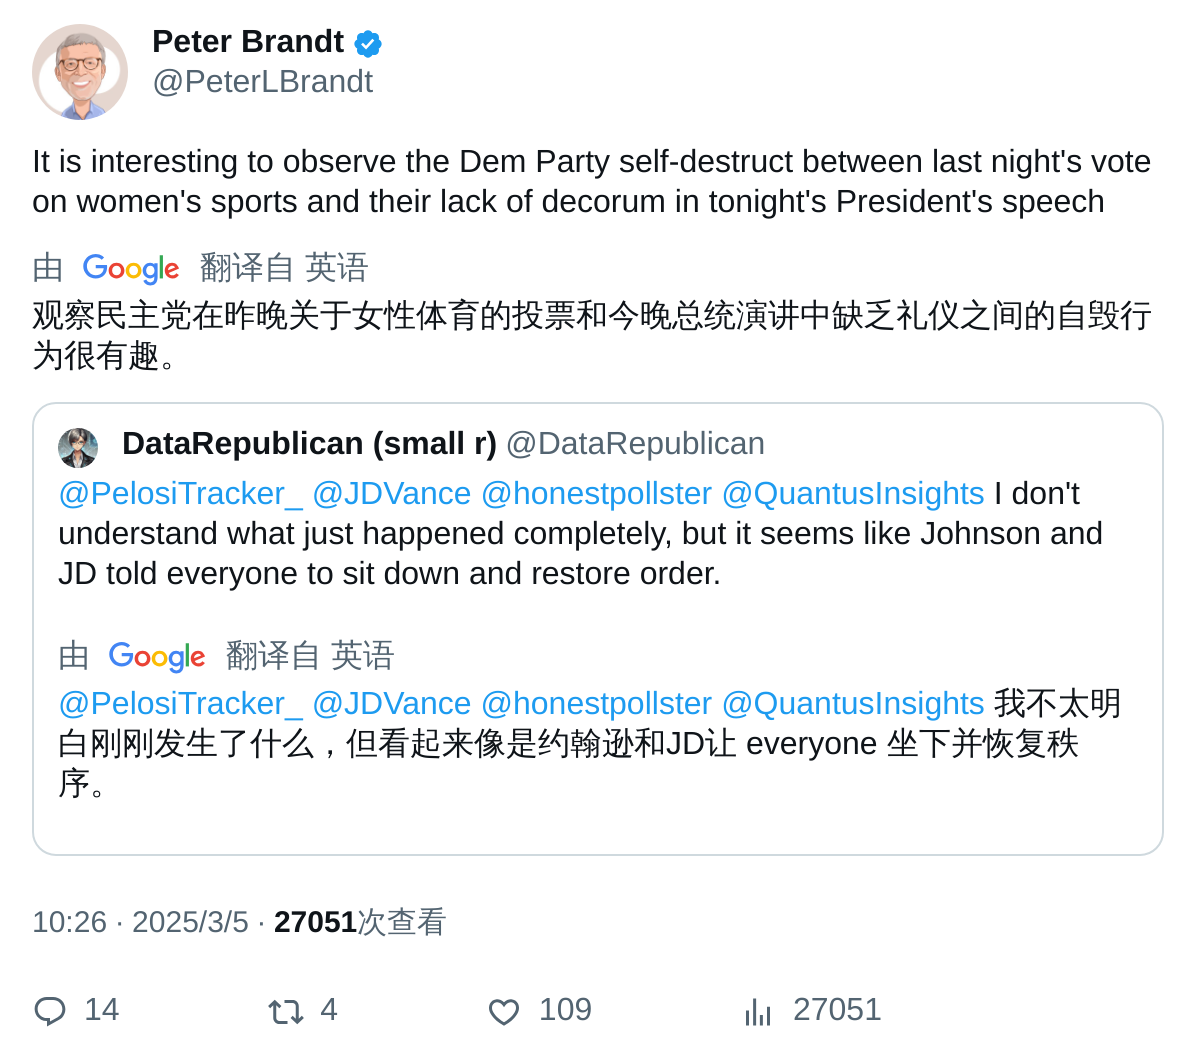 Peter Brandt
@PeterLBrandt
It is interesting to observe the Dem Party self-destruct between last night's vote
on women's sports and their lack of decorum in tonight's President's speech
由 Google 翻译自 英语
观察民主党在昨晚关于女性体育的投票和今晚总统演讲中缺乏礼仪之间的自毁行
为很有趣。
DataRepublican (small r) @DataRepublican
@PelosiTracker_ @JDVance @honestpollster @QuantusInsights I don't
understand what just happened completely, but it seems like Johnson and
JD told everyone to sit down and restore order.
由 Google 翻译自 英语
@PelosiTracker_ @JDVance @honestpollster @QuantusInsights 我不太明
白刚刚发生了什么，但看起来像是约翰逊和JD让 everyone 坐下并恢复秩
序。
10:26 · 2025/3/5 · 27051次查看
14 4 109 27051